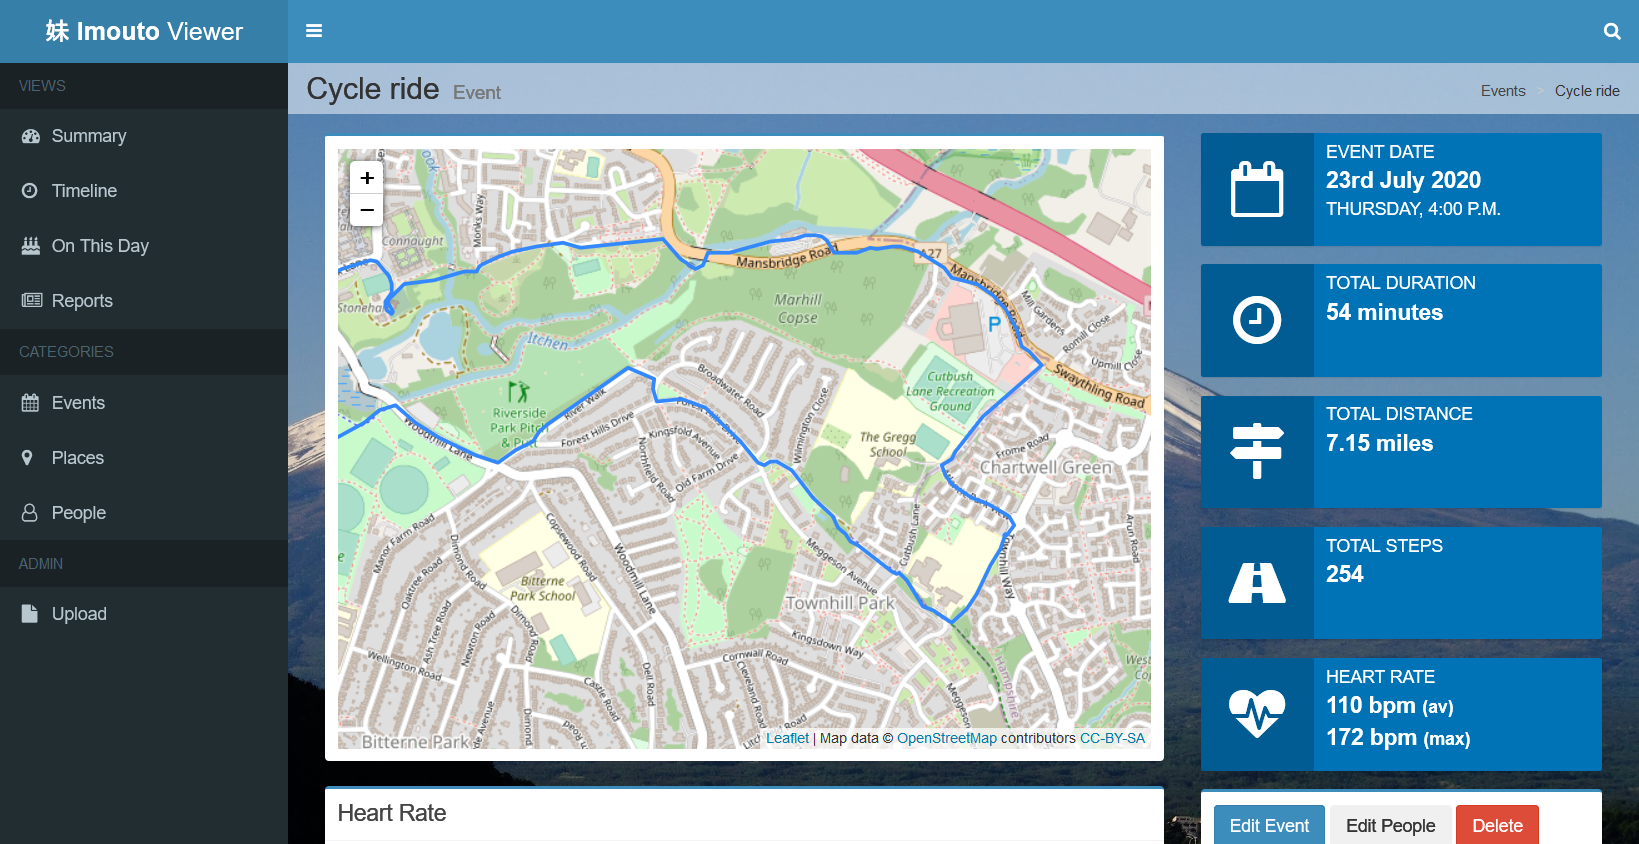 妹 Imouto Viewer
VIEWS
Summary
Timeline
On This Day
Reports
CATEGORIES
Events
Places
People
ADMIN
Upload
Cycle ride Event
Events > Cycle ride
+
−
Monks Way
Connaught
Mansbridge Road
A27
Mansbridge Road
Marhill
Copse
Itchen
P
Mill Gardens
Romill Close
Upmill Close
Swaythling Road
Cutbush
Lane Recreation
Ground
Riverside
Park Pitch
& Putt
River Walk
Forest Hills Drive
Broadwater Road
Forest Hills Drive
Wilmington Close
Kingsfold Avenue
Northfield Road
Old Farm Drive
Woodmill Lane
The Gregg
School
Frome Road
Chartwell Green
Cutbush Lane
Townhill Way
Arun Road
Manor Farm Road
Oaktree Road
Dimond Road
Copsewood Road
Woodmill Lane
Meggeson Avenue
Bitterne
Park School
Townhill Park
Ash Tree Road
Newton Road
Dimond Road
Wellington Road
Castle Road
Dell Road
Kingsdown Way
Cornwall Road
Cleveland Road
Hampshire
Bitterne Park
Leaflet | Map data © OpenStreetMap contributors CC-BY-SA
Heart Rate
EVENT DATE
23rd July 2020
THURSDAY, 4:00 P.M.
TOTAL DURATION
54 minutes
TOTAL DISTANCE
7.15 miles
TOTAL STEPS
254
HEART RATE
110 bpm (av)
172 bpm (max)
Edit Event
Edit People
Delete